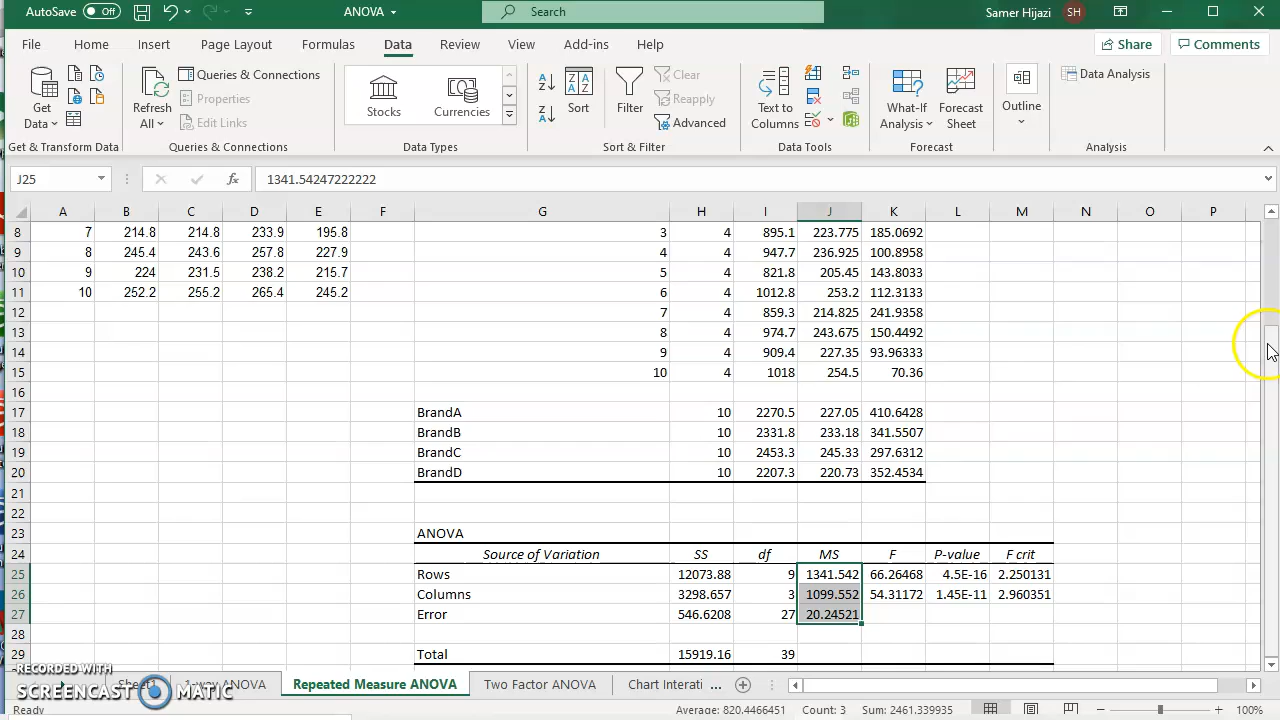 AutoSave Off ANOVA Search Samer Hijazi SH
File Home Insert Page Layout Formulas Data Review View Add-ins Help Share Comments
Get Data Refresh All Queries & Connections Properties Edit Links Stocks Currencies Sort Filter Clear Reapply Advanced Text to Columns What-If Analysis Forecast Sheet Outline Data Analysis
Get & Transform Data Queries & Connections Data Types Sort & Filter Data Tools Forecast Analysis
J25 fx 1341.54247222222
A B C D E F G H I J K L M N O P
8 7 214.8 214.8 233.9 195.8 3 4 895.1 223.775 185.0692
9 8 245.4 243.6 257.8 227.9 4 4 947.7 236.925 100.8958
10 9 224 231.5 238.2 215.7 5 4 821.8 205.45 143.8033
11 10 252.2 255.2 265.4 245.2 6 4 1012.8 253.2 112.3133
12 7 4 859.3 214.825 241.9358
13 8 4 974.7 243.675 150.4492
14 9 4 909.4 227.35 93.96333
15 10 4 1018 254.5 70.36
16
17 BrandA 10 2270.5 227.05 410.6428
18 BrandB 10 2331.8 233.18 341.5507
19 BrandC 10 2453.3 245.33 297.6312
20 BrandD 10 2207.3 220.73 352.4534
21
22
23 ANOVA
24 Source of Variation SS df MS F P-value F crit
25 Rows 12073.88 9 1341.542 66.26468 4.5E-16 2.250131
26 Columns 3298.657 3 1099.552 54.31172 1.45E-11 2.960351
27 Error 546.6208 27 20.24521
28
29 Total 15919.16 39
RECORDED WITH
SCREENCAST MATIC
Repeated Measure ANOVA Two Factor ANOVA Chart Interati ...
Ready Average: 820.4466451 Count: 3 Sum: 2461.339935 100%